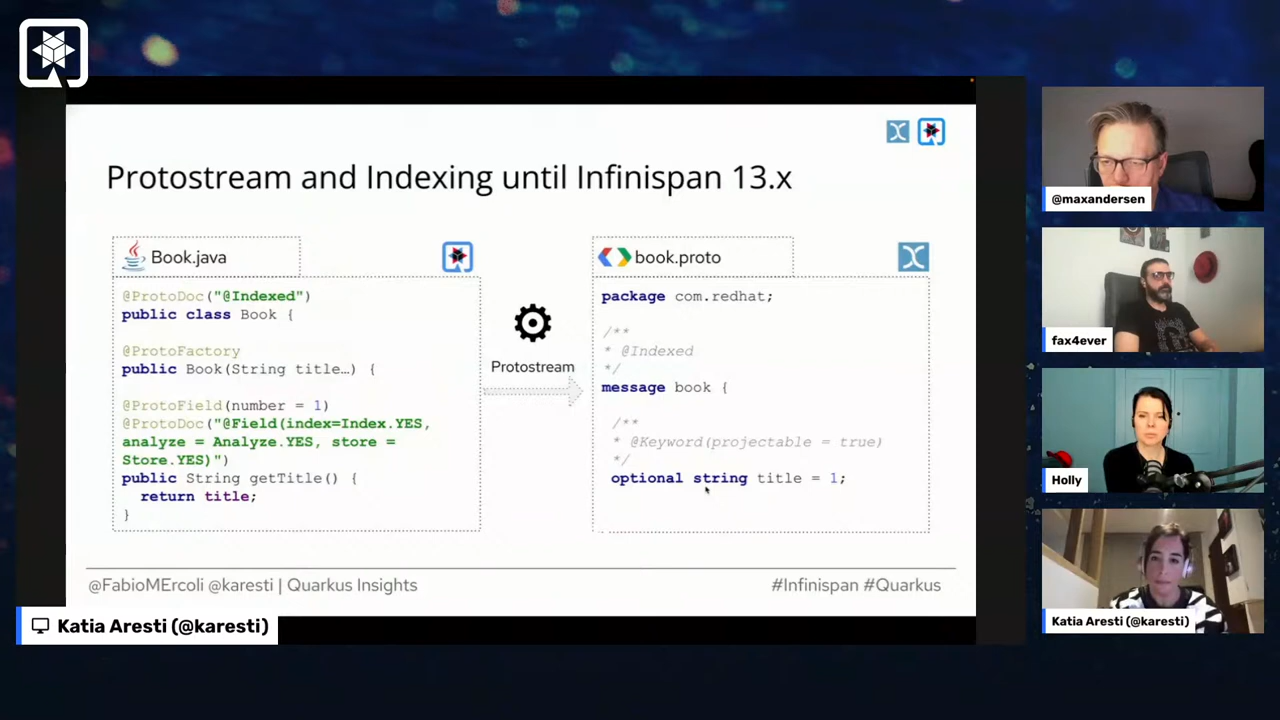 Protostream and Indexing until Infinispan 13.x
Book.java
@ProtoDoc("@Indexed")
public class Book {
@ProtoFactory
public Book(String title…) {
@ProtoField(number = 1)
@ProtoDoc("@Field(index=Index.YES,
analyze = Analyze.YES, store =
Store.YES)")
public String getTitle() {
return title;
}
Protostream
book.proto
package com.redhat;
/**
* @Indexed
*/
message book {
/**
* @Keyword(projectable = true)
*/
optional string title = 1;
@FabioMErcoli @karesti | Quarkus Insights
#Infinispan #Quarkus
Katia Aresti (@karesti)
@maxandersen
fax4ever
Holly
Katia Aresti (@karesti)